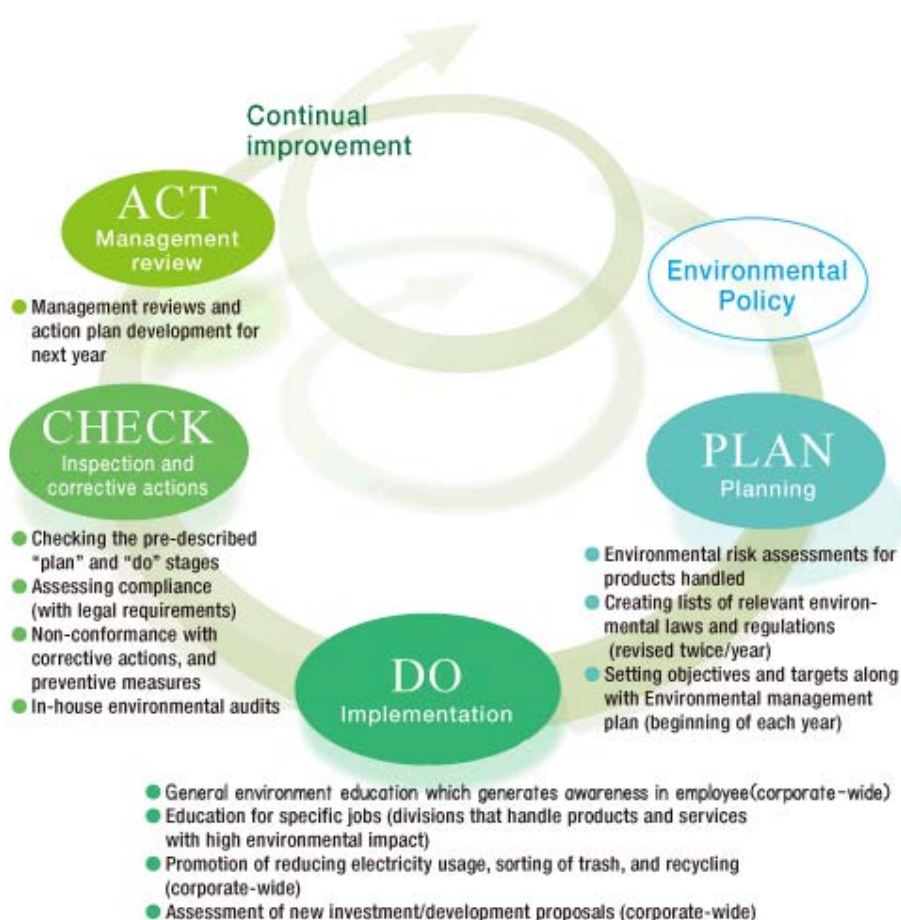 Continual
improvement
ACT
Management
review
● Management reviews and
action plan development for
next year
Environmental
Policy
CHECK
Inspection and
corrective actions
● Checking the pre-described
"plan" and "do" stages
● Assessing compliance
(with legal requirements)
● Non-conformance with
corrective actions, and
preventive measures
● In-house environmental audits
PLAN
Planning
● Environmental risk assessments for
products handled
● Creating lists of relevant environ-
mental laws and regulations
(revised twice/year)
● Setting objectives and targets along
with Environmental management
plan (beginning of each year)
DO
Implementation
● General environment education which generates awareness in employee(corporate-wide)
● Education for specific jobs (divisions that handle products and services
with high environmental impact)
● Promotion of reducing electricity usage, sorting of trash, and recycling
(corporate-wide)
● Assessment of new investment/development proposals (corporate-wide)